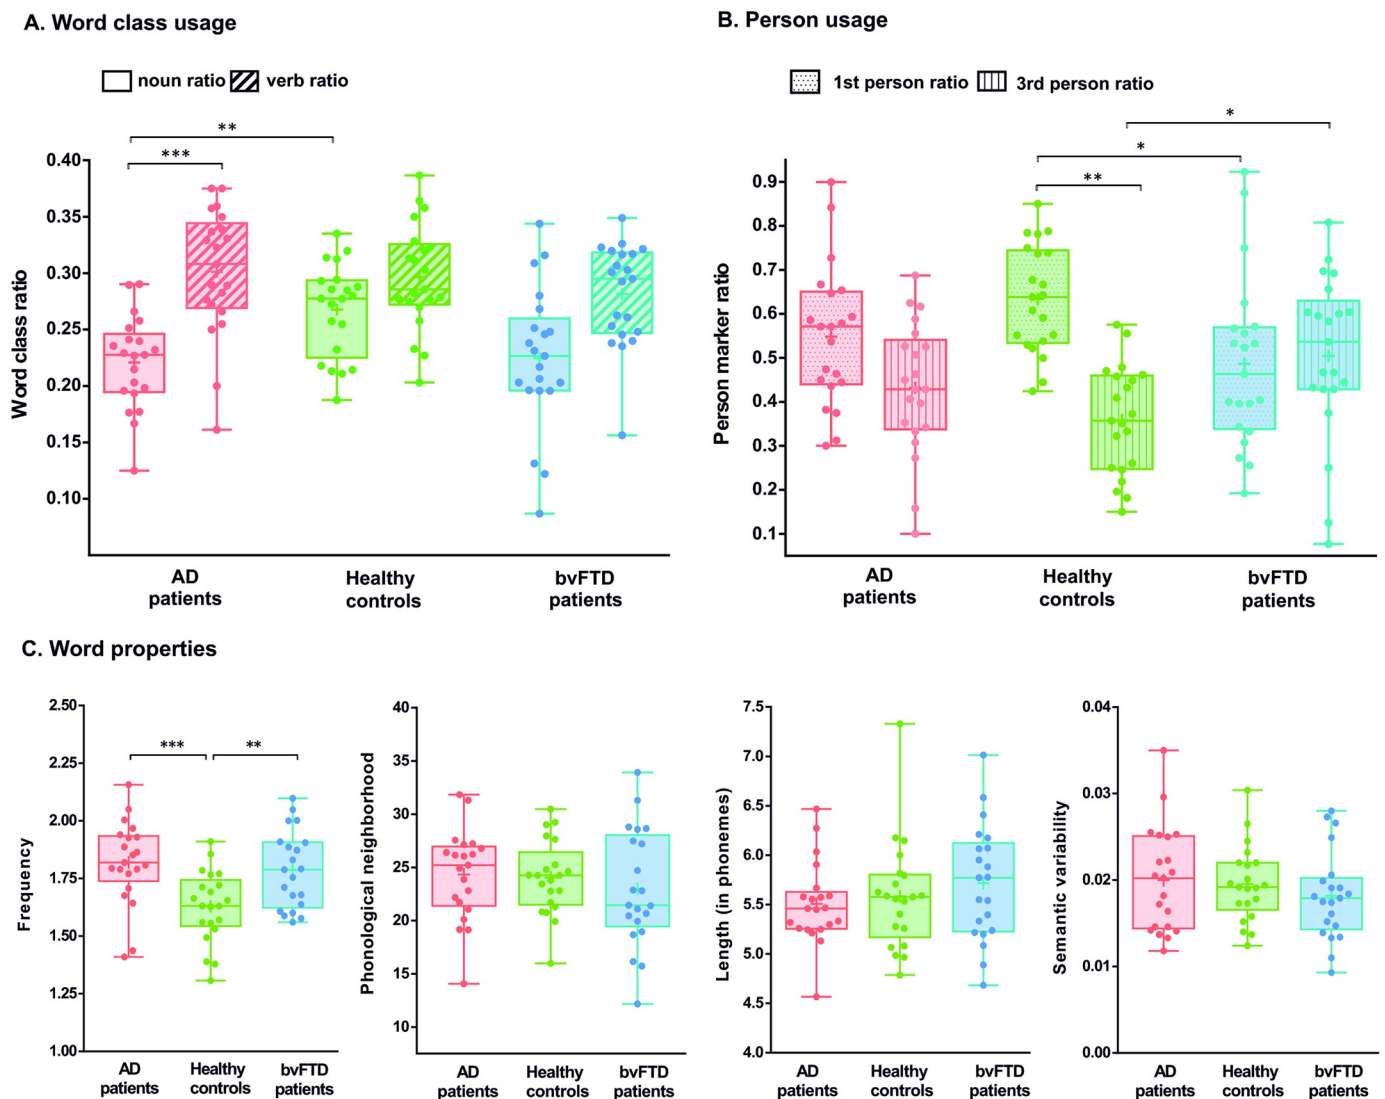 A. Word class usage
noun ratio verb ratio
**
***
0.40
0.35
0.30
0.25
0.20
0.15
0.10
Word class ratio
AD patients
Healthy controls
bvFTD patients
B. Person usage
1st person ratio 3rd person ratio
*
*
**
0.9
0.8
0.7
0.6
0.5
0.4
0.3
0.2
0.1
Person marker ratio
AD patients
Healthy controls
bvFTD patients
C. Word properties
2.50
2.25
2.00
1.75
1.50
1.25
1.00
Frequency
*** **
AD patients
Healthy controls
bvFTD patients
40
35
30
25
20
15
10
Phonological neighborhood
AD patients
Healthy controls
bvFTD patients
7.5
6.5
6.0
5.5
5.0
4.5
4.0
Length (in phonemes)
AD patients
Healthy controls
bvFTD patients
0.04
0.03
0.02
0.01
0.00
Semantic variability
AD patients
Healthy controls
bvFTD patients